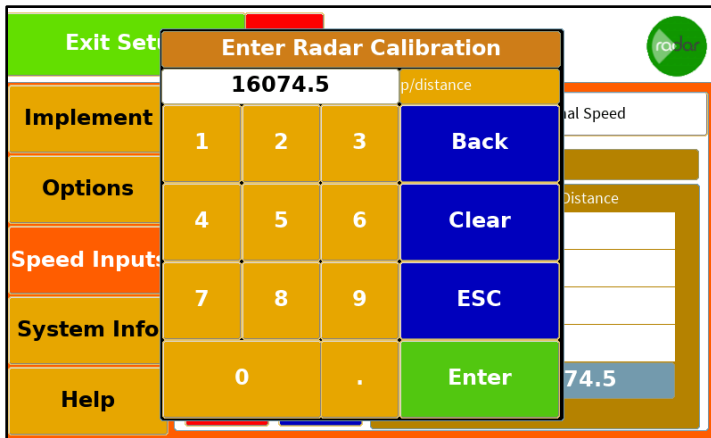 Exit Setu
Enter Radar Calibration
radar
16074.5
p/distance
Implement
nal Speed
1
2
3
Back
Options
Distance
4
5
6
Clear
Speed Inputs
7
8
9
ESC
System Info
0
.
Enter
74.5
Help